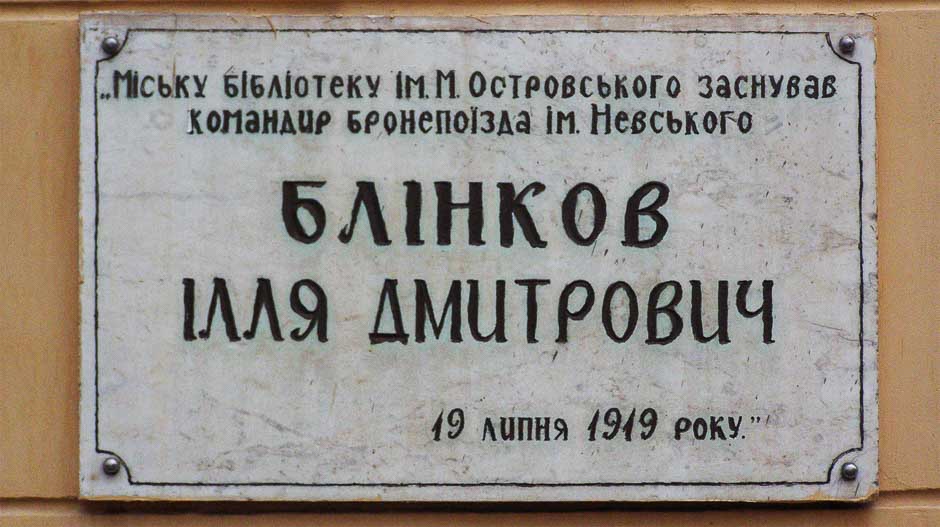 „Міську бібліотеку ім. М. Островського заснував
командир бронепоїзда ім. Невського
БЛІНКОВ
ІЛЛЯ ДМИТРОВИЧ
19 липня 1919 року.”